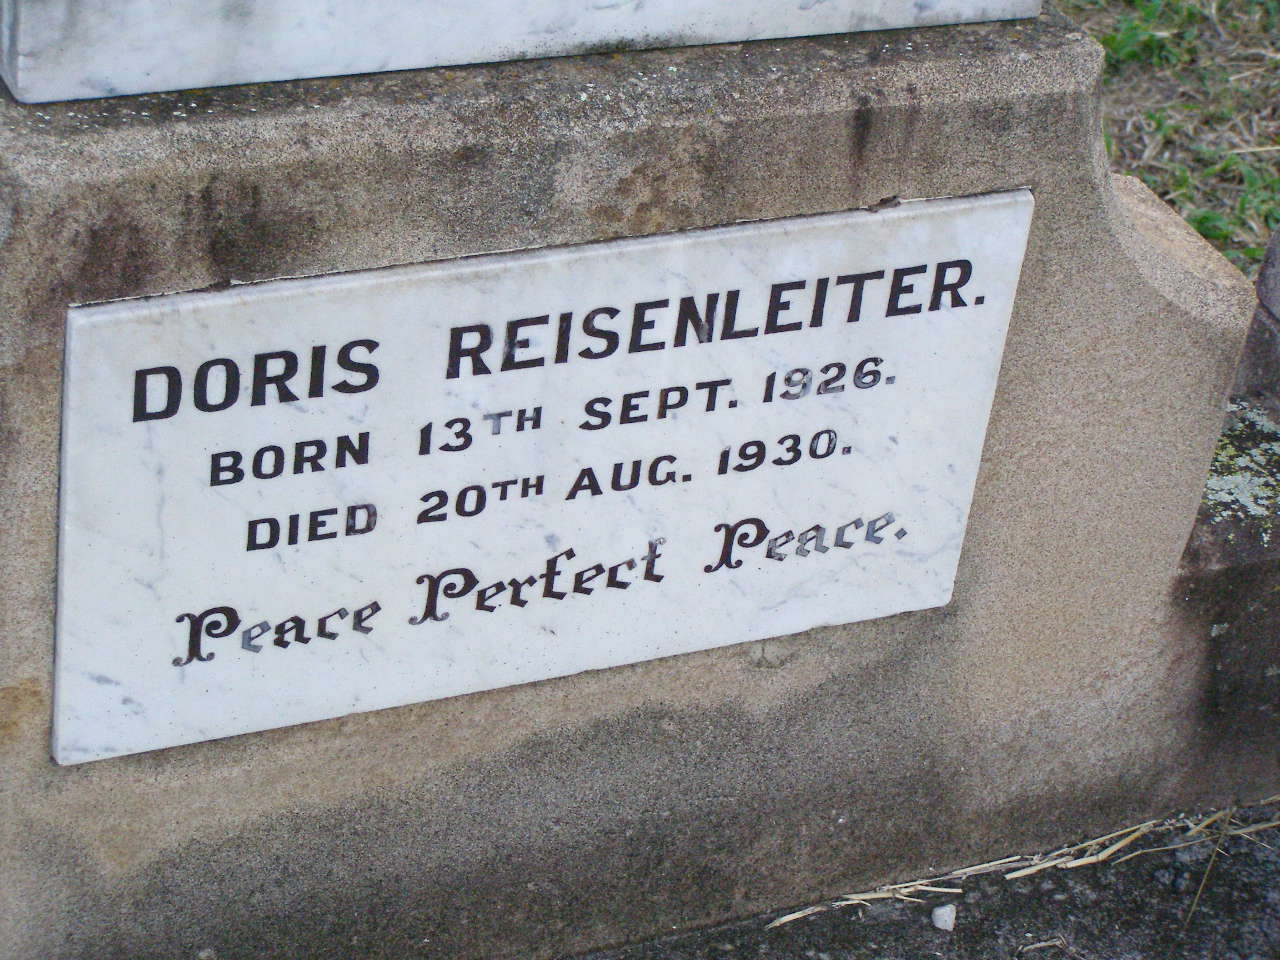 DORIS REISENLEITER.
BORN 13TH SEPT. 1926.
DIED 20TH AUG. 1930.
Peace Perfect Peace.